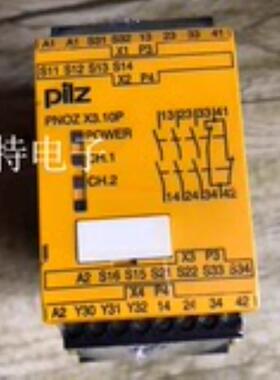 A1 A1 S31 S32 13 23 33 41
X1 P3
S11 S12 S13 S14
X2 P4
pilz
PNOZ X3.10P
POWER
CH.1
CH.2
13 23 33 41
14 24 34 42
特电子
X3 P3
A2 S16 S15 S21 S22 S33 S34
X4 P4
A2 Y30 Y31 Y32 14 24 34 42